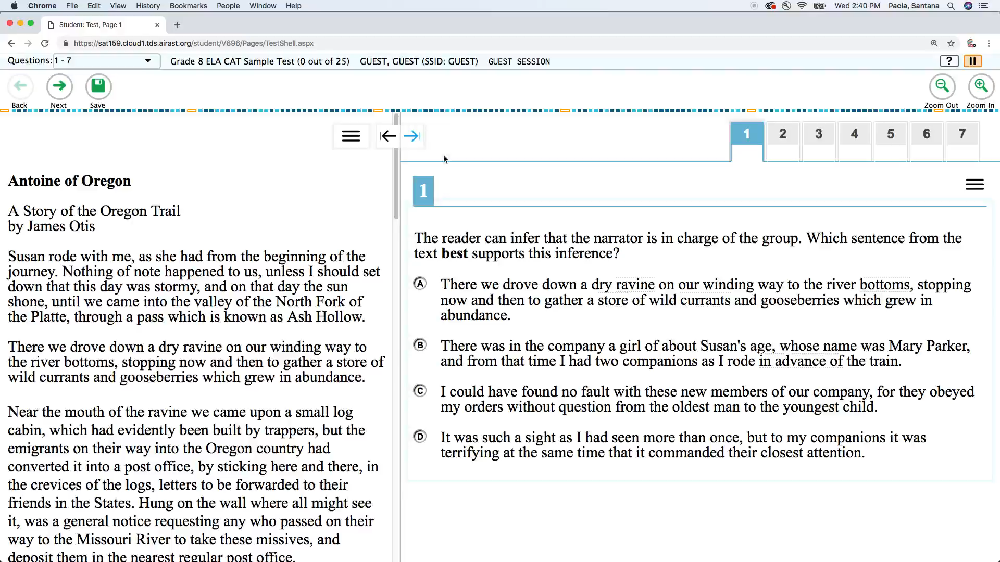 Chrome File Edit View History Bookmarks People Window Help Wed 2:40 PM Paola, Santana
Student: Test, Page 1
https://sat159.cloud1.tds.airast.org/student/V696/Pages/TestShell.aspx
Questions: 1 - 7 Grade 8 ELA CAT Sample Test (0 out of 25) GUEST, GUEST (SSID: GUEST) GUEST SESSION ?
Back Next Save Zoom Out Zoom In
1 2 3 4 5 6 7
Antoine of Oregon
A Story of the Oregon Trail
by James Otis
Susan rode with me, as she had from the beginning of the
journey. Nothing of note happened to us, unless I should set
down that this day was stormy, and on that day the sun
shone, until we came into the valley of the North Fork of
the Platte, through a pass which is known as Ash Hollow.
There we drove down a dry ravine on our winding way to
the river bottoms, stopping now and then to gather a store of
wild currants and gooseberries which grew in abundance.
Near the mouth of the ravine we came upon a small log
cabin, which had evidently been built by trappers, but the
emigrants on their way into the Oregon country had
converted it into a post office, by sticking here and there, in
the crevices of the logs, letters to be forwarded to their
friends in the States. Hung on the wall where all might see
it, was a general notice requesting any who passed on their
way to the Missouri River to take these missives, and
deposit them in the nearest regular post office.
1
The reader can infer that the narrator is in charge of the group. Which sentence from the
text best supports this inference?
A There we drove down a dry ravine on our winding way to the river bottoms, stopping
now and then to gather a store of wild currants and gooseberries which grew in
abundance.
B There was in the company a girl of about Susan's age, whose name was Mary Parker,
and from that time I had two companions as I rode in advance of the train.
C I could have found no fault with these new members of our company, for they obeyed
my orders without question from the oldest man to the youngest child.
D It was such a sight as I had seen more than once, but to my companions it was
terrifying at the same time that it commanded their closest attention.